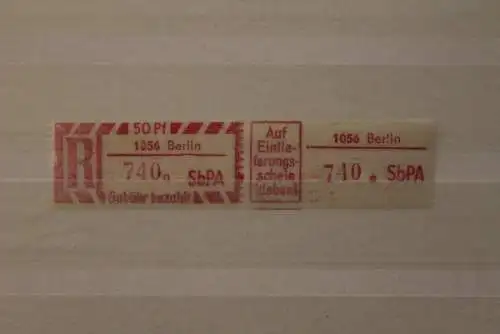 50 Pf
1056 Berlin
R
740 SbPA
Gebühr bezahlt
Auf
Einlie-
ferungs-
schein
kleben
1056 Berlin
740 SbPA